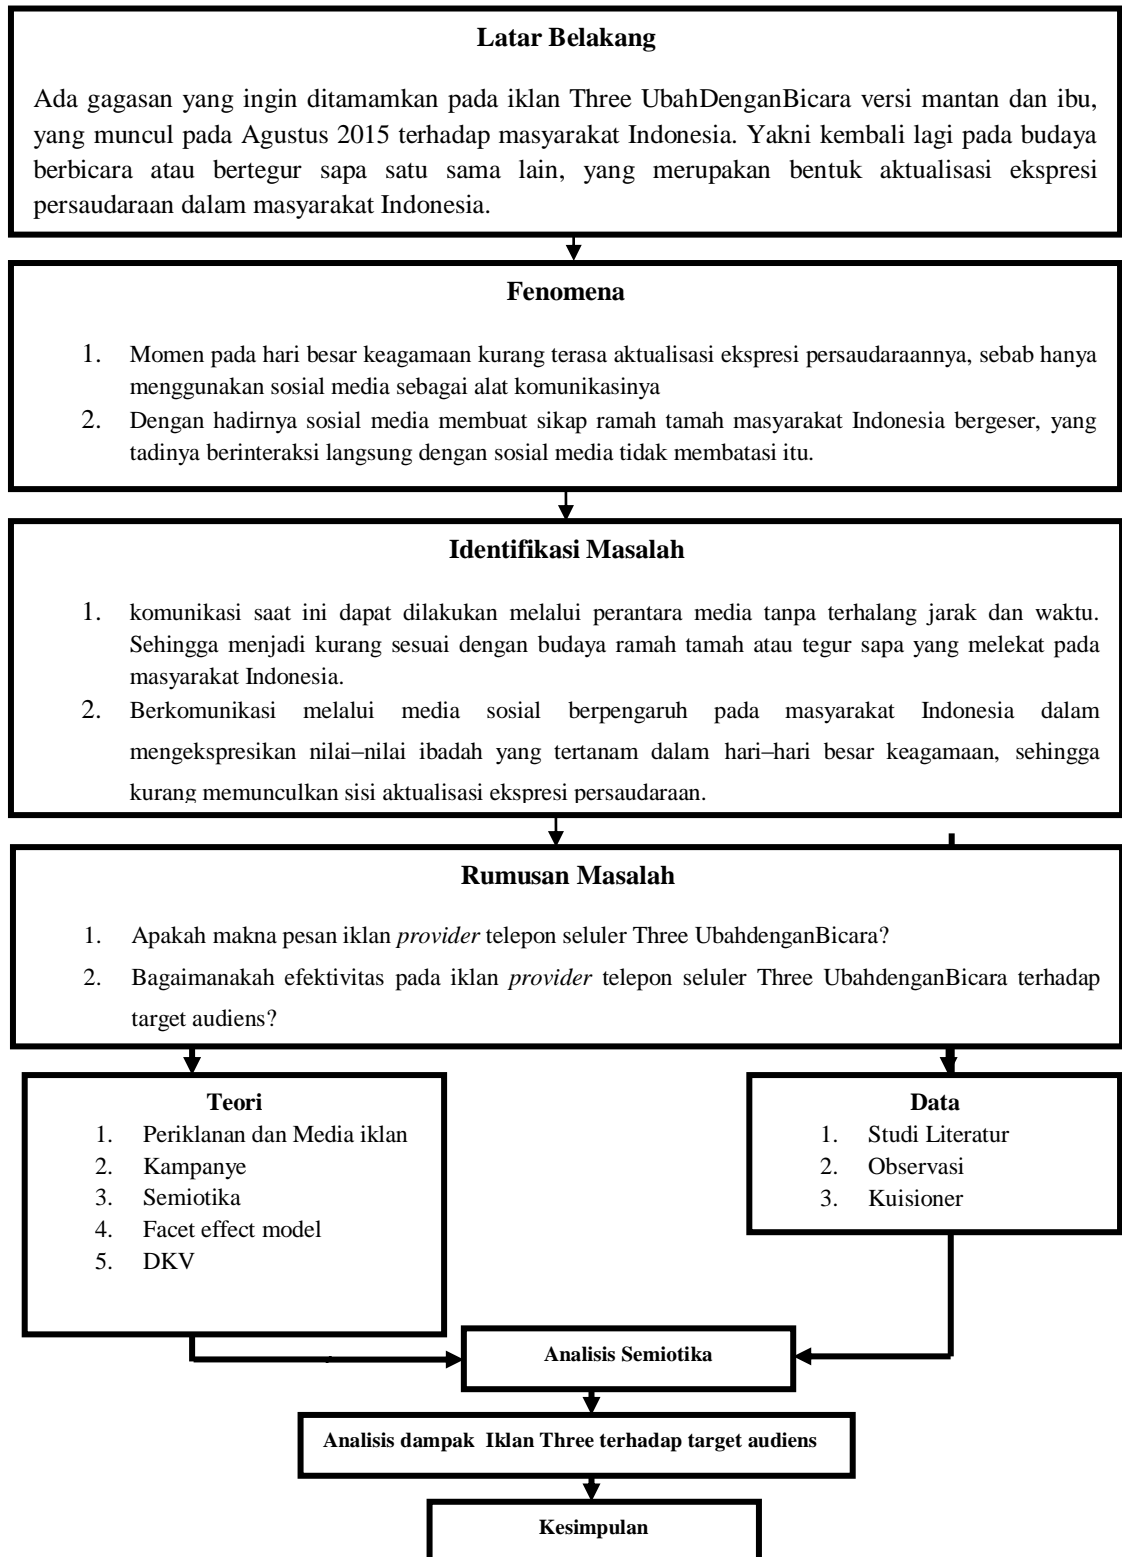 Latar Belakang
Ada gagasan yang ingin ditamamkan pada iklan Three UbahDenganBicara versi mantan dan ibu,
yang muncul pada Agustus 2015 terhadap masyarakat Indonesia. Yakni kembali lagi pada budaya
berbicara atau bertegur sapa satu sama lain, yang merupakan bentuk aktualisasi ekspresi
persaudaraan dalam masyarakat Indonesia.
Fenomena
1. Momen pada hari besar keagamaan kurang terasa aktualisasi ekspresi persaudaraannya, sebab hanya
menggunakan sosial media sebagai alat komunikasinya
2. Dengan hadirnya sosial media membuat sikap ramah tamah masyarakat Indonesia bergeser, yang
tadinya berinteraksi langsung dengan sosial media tidak membatasi itu.
Identifikasi Masalah
1. komunikasi saat ini dapat dilakukan melalui perantara media tanpa terhalang jarak dan waktu.
Sehingga menjadi kurang sesuai dengan budaya ramah tamah atau tegur sapa yang melekat pada
masyarakat Indonesia.
2. Berkomunikasi melalui media sosial berpengaruh pada masyarakat Indonesia dalam
mengekspresikan nilai–nilai ibadah yang tertanam dalam hari–hari besar keagamaan, sehingga
kurang memunculkan sisi aktualisasi ekspresi persaudaraan.
Rumusan Masalah
1. Apakah makna pesan iklan provider telepon seluler Three UbahdenganBicara?
2. Bagaimanakah efektivitas pada iklan provider telepon seluler Three UbahdenganBicara terhadap
target audiens?
Teori
1. Periklanan dan Media iklan
2. Kampanye
3. Semiotika
4. Facet effect model
5. DKV
Data
1. Studi Literatur
2. Observasi
3. Kuisioner
Analisis Semiotika
Analisis dampak Iklan Three terhadap target audiens
Kesimpulan